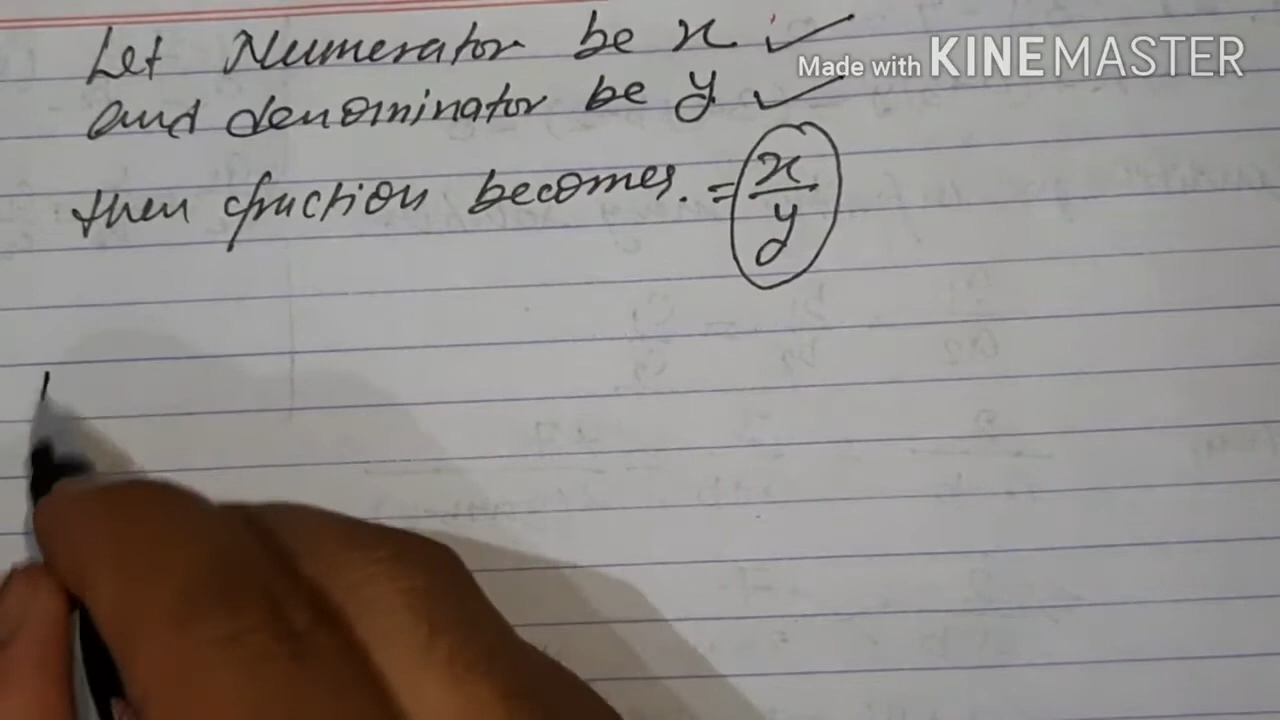 Let Numerator be x ✓
Made with KINEMASTER
and denominator be y ✓
then fraction becomes. = x/y